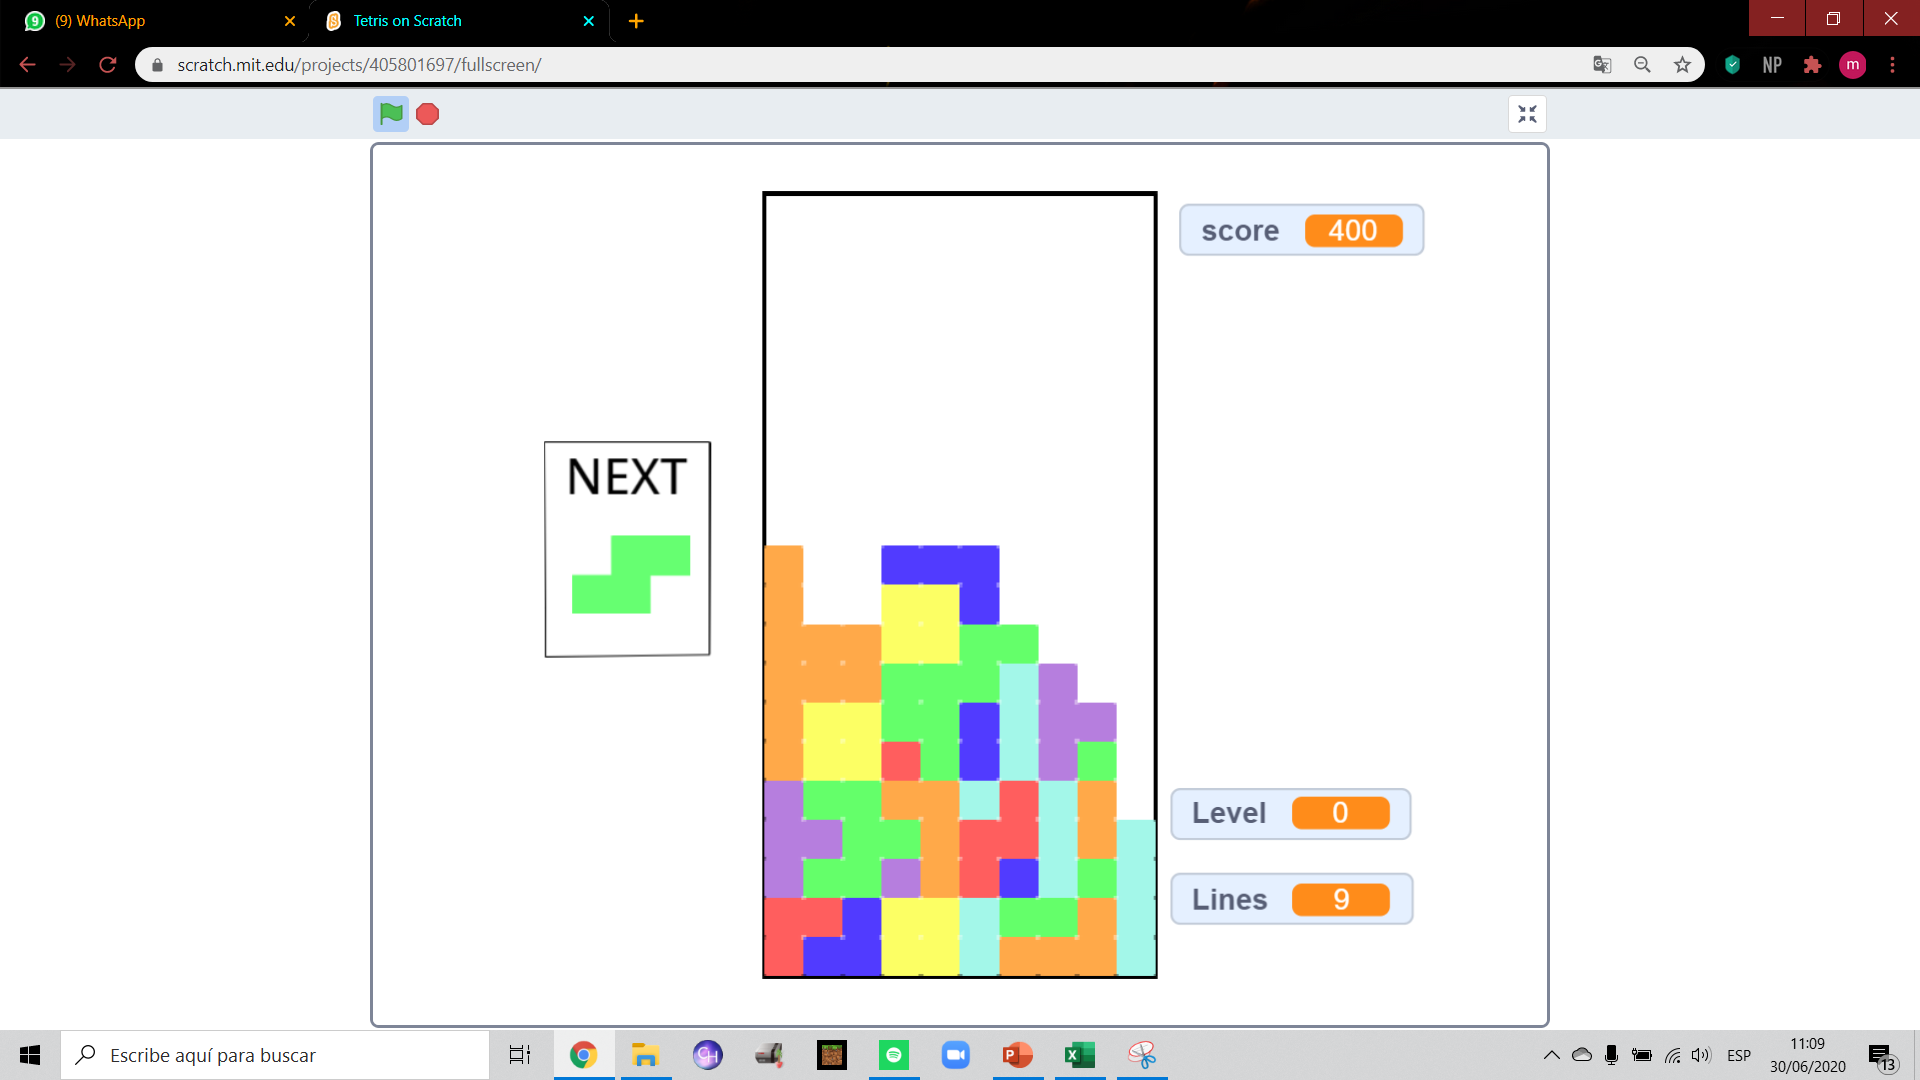 (9) WhatsApp
Tetris on Scratch
scratch.mit.edu/projects/405801697/fullscreen/
NP
m
score 400
NEXT
Level 0
Lines 9
Escribe aquí para buscar
CH
ESP
11:09
30/06/2020
13